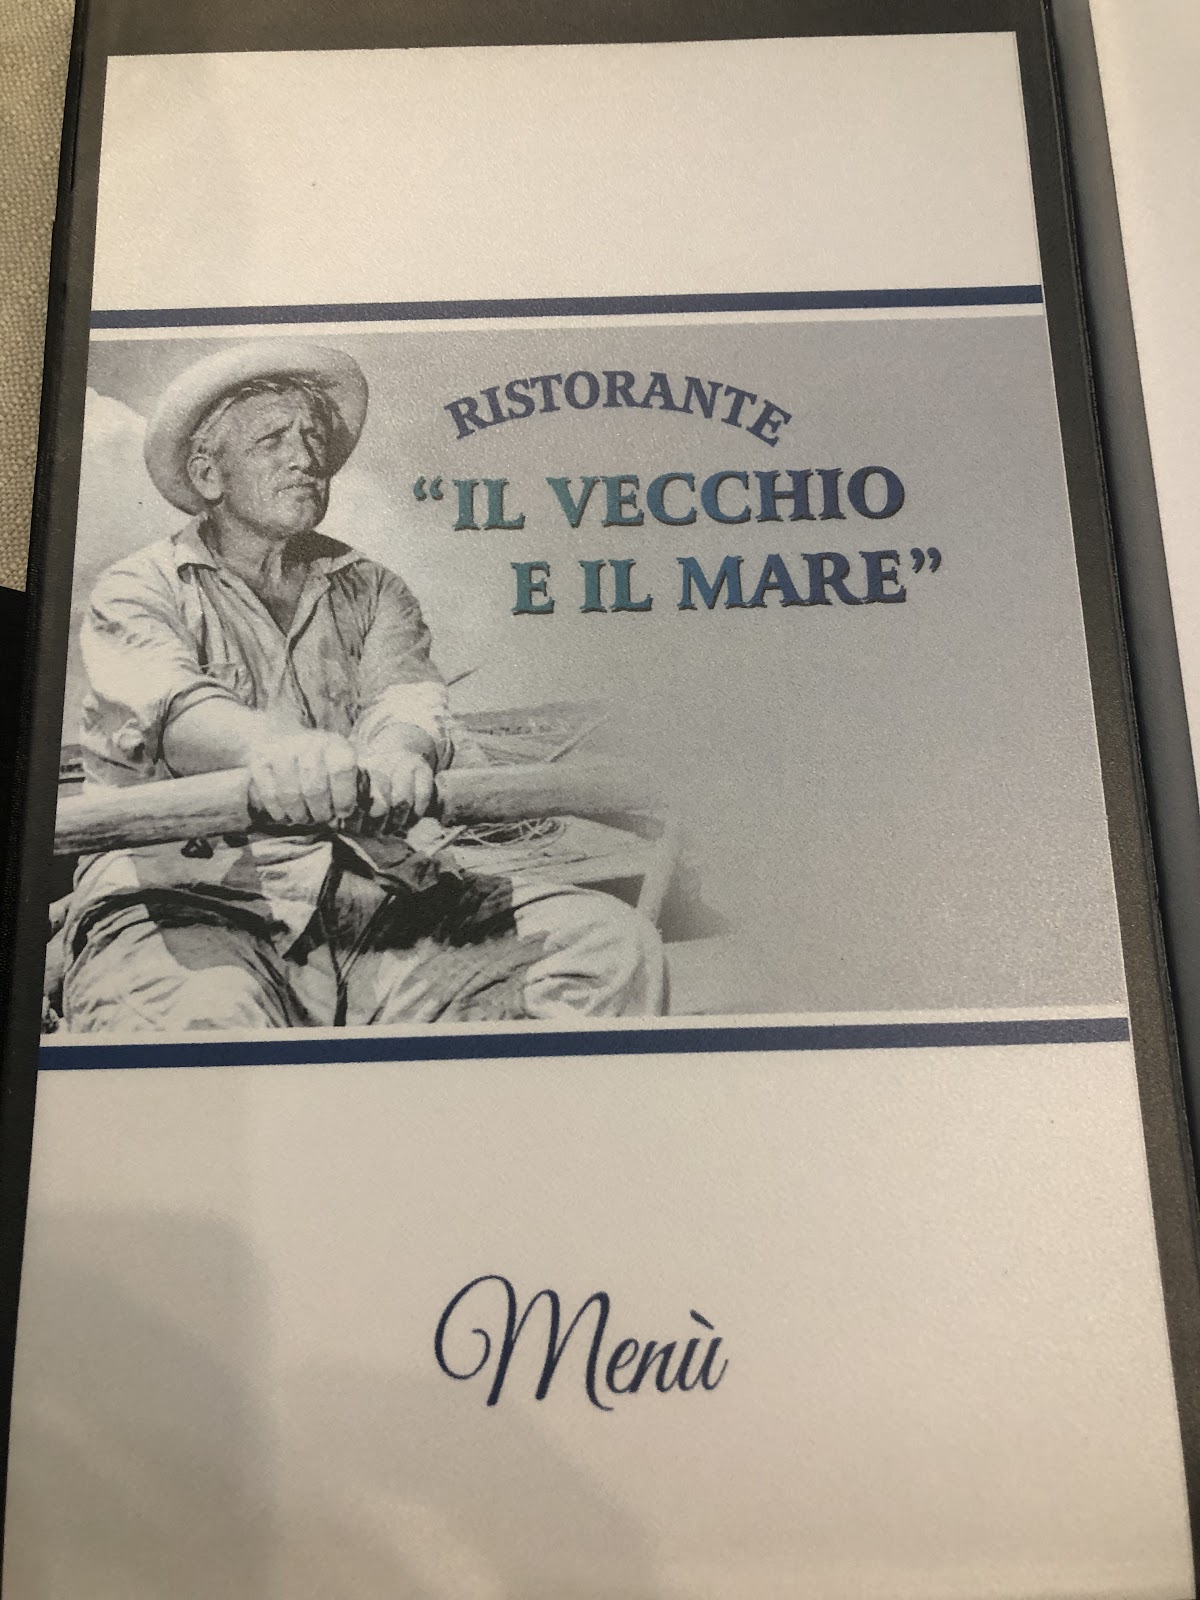 RISTORANTE
“IL VECCHIO
E IL MARE”
Menù